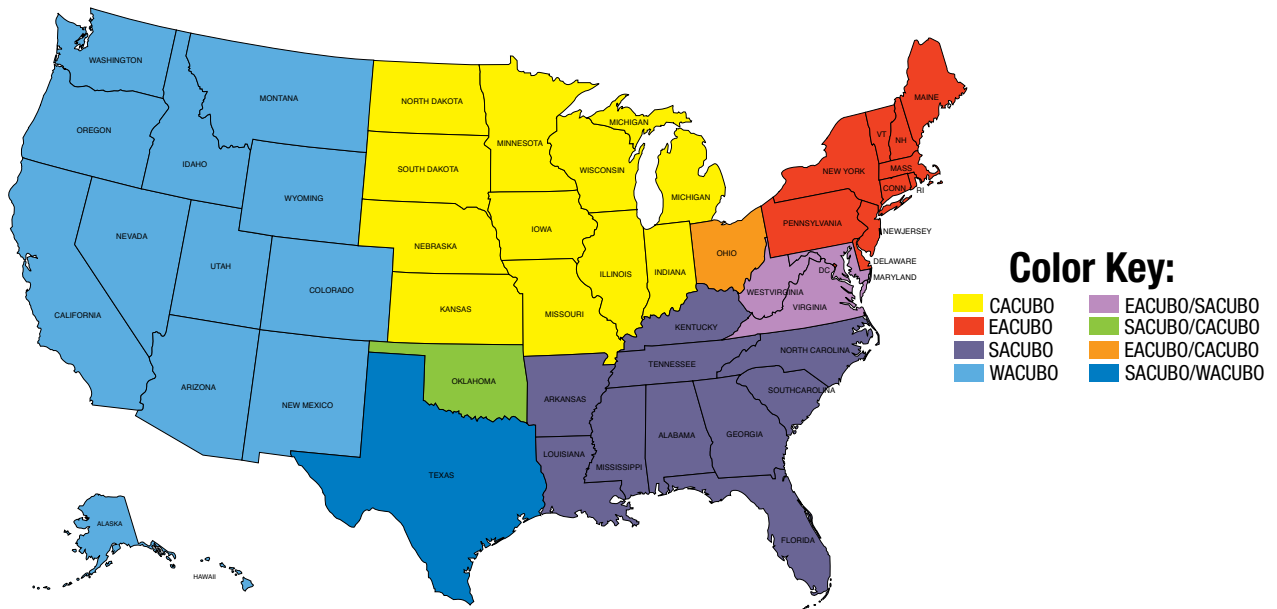 WASHINGTON
MONTANA
OREGON
IDAHO
WYOMING
NEVADA
UTAH
COLORADO
CALIFORNIA
ARIZONA
NEW MEXICO
ALASKA
HAWAII
NORTH DAKOTA
SOUTH DAKOTA
NEBRASKA
KANSAS
MINNESOTA
IOWA
MISSOURI
WISCONSIN
MICHIGAN
MICHIGAN
ILLINOIS
INDIANA
OHIO
OKLAHOMA
TEXAS
ARKANSAS
LOUISIANA
MISSISSIPPI
ALABAMA
GEORGIA
FLORIDA
TENNESSEE
KENTUCKY
NORTH CAROLINA
SOUTHCAROLINA
WESTVIRGINIA
VIRGINIA
DC
MAINE
VT
NH
MASS
NEW YORK
CONN
RI
PENNSYLVANIA
NEWJERSEY
DELAWARE
MARYLAND
Color Key:
CACUBO
EACUBO
SACUBO
WACUBO
EACUBO/SACUBO
SACUBO/CACUBO
EACUBO/CACUBO
SACUBO/WACUBO